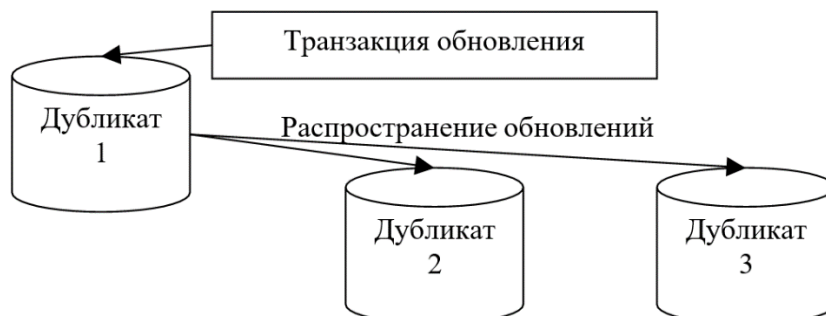 Транзакция обновления
Дубликат
1
Распространение обновлений
Дубликат
2
Дубликат
3